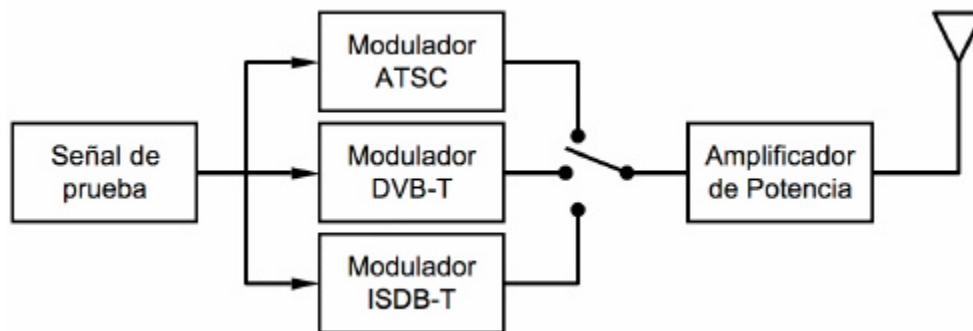 Modulador
ATSC
Señal de
prueba
Modulador
DVB-T
Amplificador
de Potencia
Modulador
ISDB-T